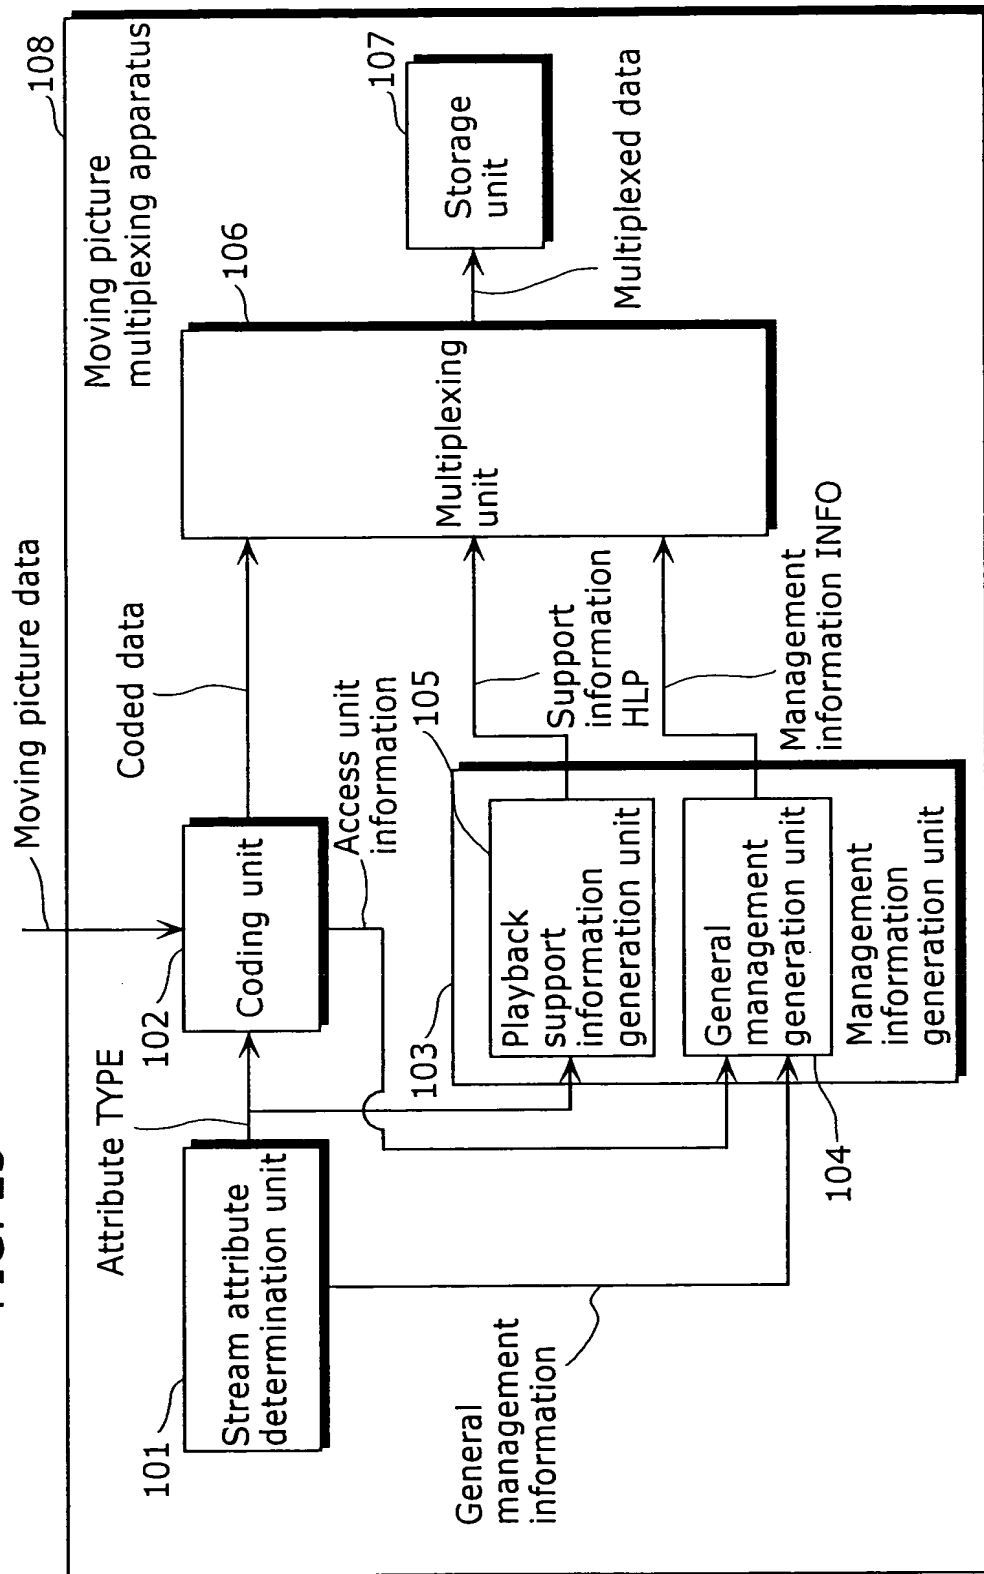 Moving picture data
108
Moving picture
multiplexing apparatus
Attribute TYPE
102
Coded data
106
107
101
Stream attribute
determination unit
Coding unit
Access unit
information
Multiplexing
unit
Storage
unit
Multiplexed data
103
105
Playback
support
information
generation unit
Support
information
HLP
General
management
information
104
General
management
generation unit
Management
information
generation unit
Management
information INFO